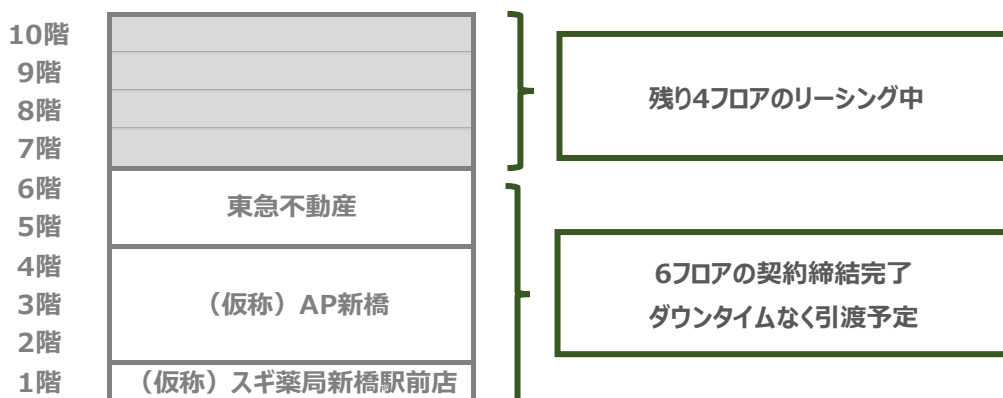 10階
9階
8階
7階
残り4フロアのリーシング中
6階
5階
東急不動産
4階
3階
2階
（仮称）AP新橋
6フロアの契約締結完了
ダウンタイムなく引渡予定
1階
（仮称）スギ薬局新橋駅前店